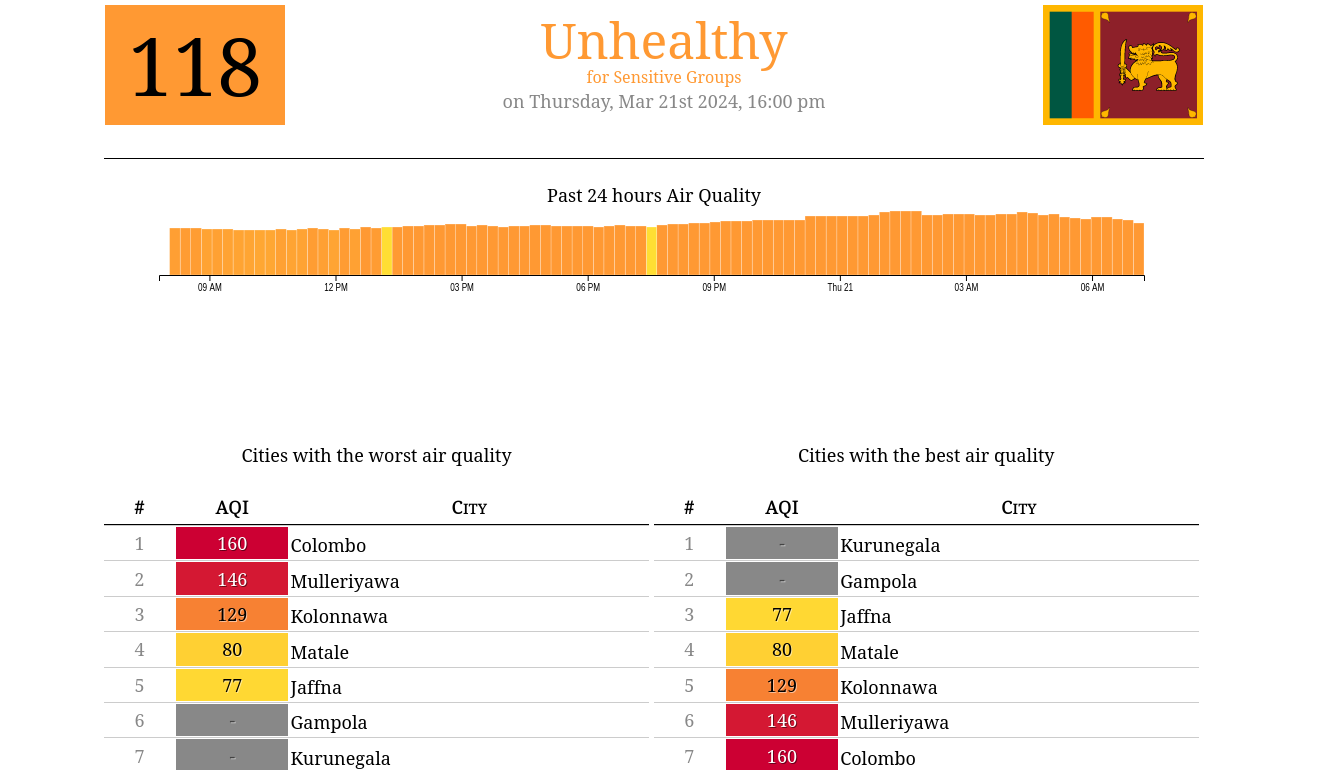 118
Unhealthy
for Sensitive Groups
on Thursday, Mar 21st 2024, 16:00 pm
Past 24 hours Air Quality
09 AM 12 PM 03 PM 06 PM 09 PM Thu 21 03 AM 06 AM
Cities with the worst air quality
# AQI City
1 160 Colombo
2 146 Mulleriyawa
3 129 Kolonnawa
4 80 Matale
5 77 Jaffna
6 - Gampola
7 - Kurunegala
Cities with the best air quality
# AQI City
1 - Kurunegala
2 - Gampola
3 77 Jaffna
4 80 Matale
5 129 Kolonnawa
6 146 Mulleriyawa
7 160 Colombo